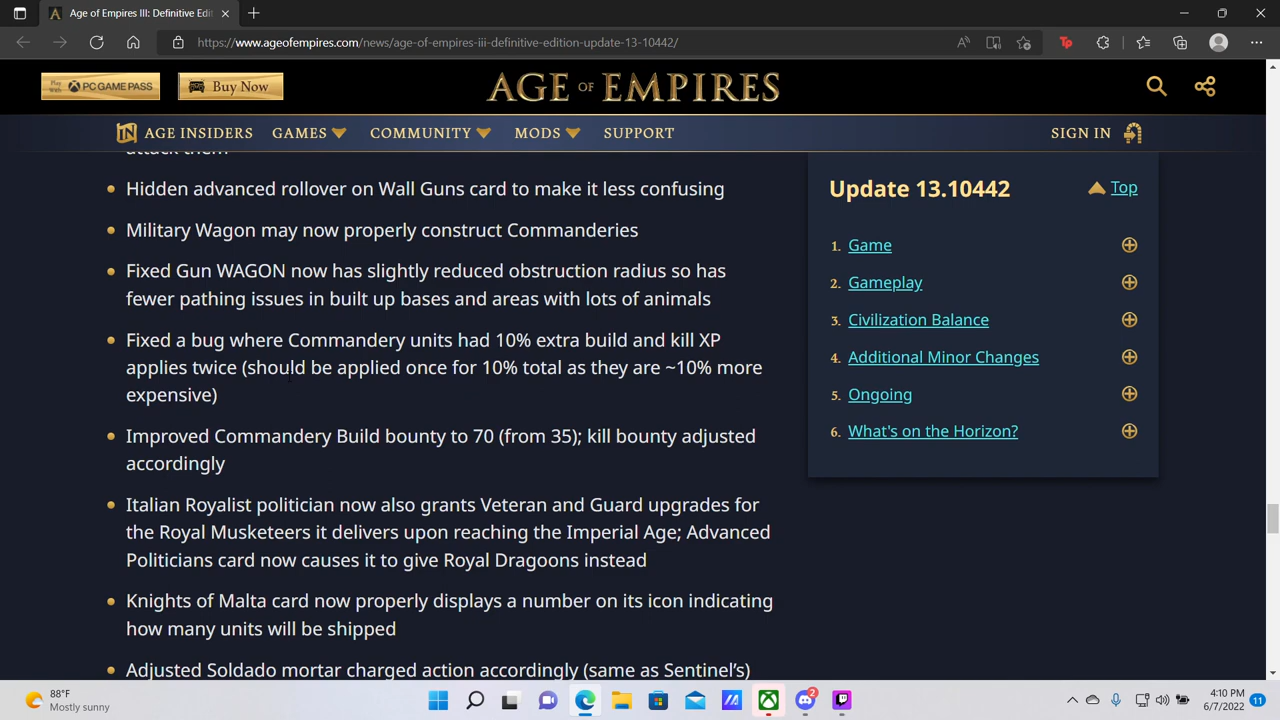 Age of Empires III: Definitive Edit
https://www.ageofempires.com/news/age-of-empires-iii-definitive-edition-update-13-10442/
PC GAME PASS
Buy Now
AGE OF EMPIRES
AGE INSIDERS GAMES COMMUNITY MODS SUPPORT
SIGN IN
attack them
Hidden advanced rollover on Wall Guns card to make it less confusing
Military Wagon may now properly construct Commanderies
Fixed Gun WAGON now has slightly reduced obstruction radius so has
fewer pathing issues in built up bases and areas with lots of animals
Fixed a bug where Commandery units had 10% extra build and kill XP
applies twice (should be applied once for 10% total as they are ~10% more
expensive)
Improved Commandery Build bounty to 70 (from 35); kill bounty adjusted
accordingly
Italian Royalist politician now also grants Veteran and Guard upgrades for
the Royal Musketeers it delivers upon reaching the Imperial Age; Advanced
Politicians card now causes it to give Royal Dragoons instead
Knights of Malta card now properly displays a number on its icon indicating
how many units will be shipped
Adjusted Soldado mortar charged action accordingly (same as Sentinel's)
Update 13.10442
Top
1. Game
2. Gameplay
3. Civilization Balance
4. Additional Minor Changes
5. Ongoing
6. What's on the Horizon?
88°F
Mostly sunny
2
4:10 PM
6/7/2022
11